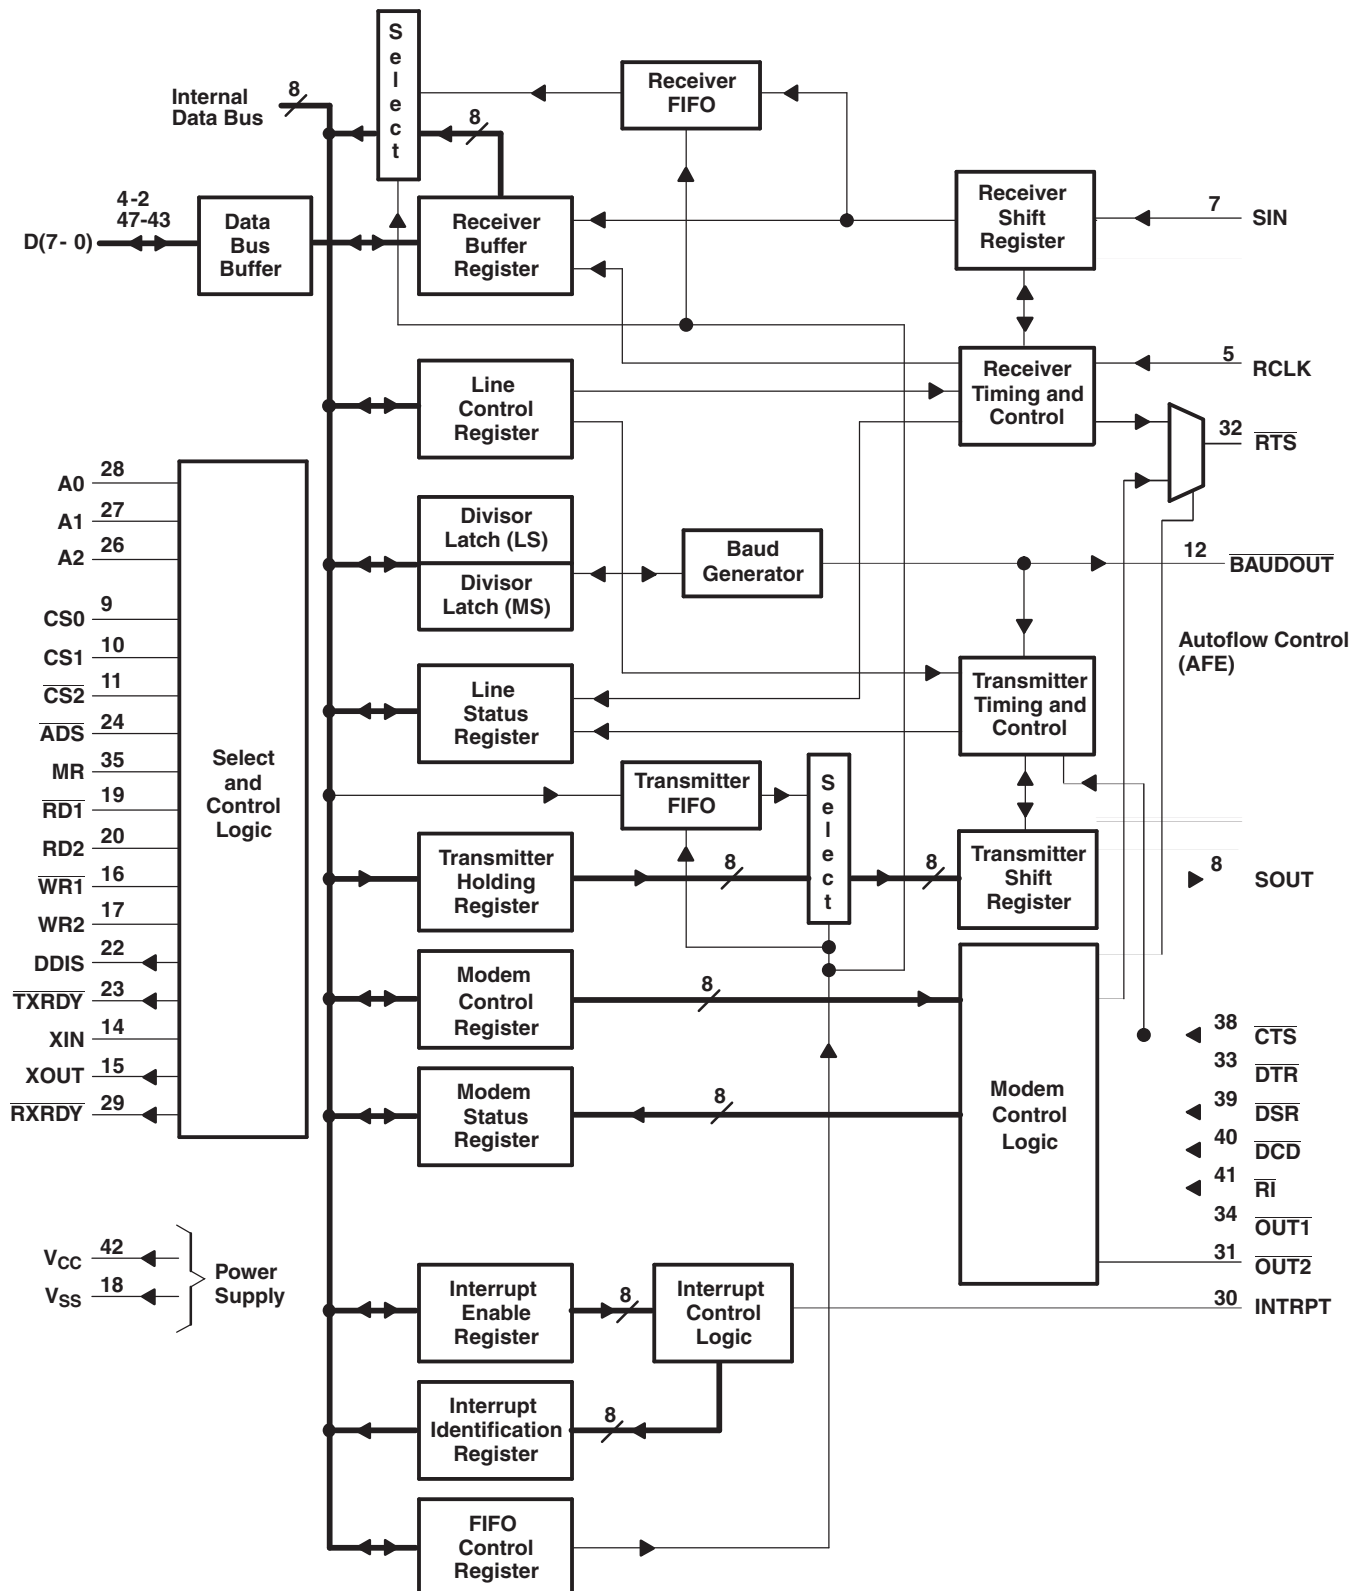 S
e
l
e
c
t
Receiver
FIFO
Internal
Data Bus
8
8
4-2
47-43
D(7- 0)
Data
Bus
Buffer
Receiver
Buffer
Register
Receiver
Shift
Register
7
SIN
Line
Control
Register
Receiver
Timing and
Control
5
RCLK
32
RTS
A0
28
A1
27
A2
26
CS0
9
CS1
10
CS2
11
ADS
24
MR
35
RD1
19
RD2
20
WR1
16
WR2
17
DDIS
22
TXRDY
23
XIN
14
XOUT
15
RXRDY
29
Select
and
Control
Logic
Divisor
Latch (LS)
Divisor
Latch (MS)
Baud
Generator
12
BAUDOUT
Autoflow Control
(AFE)
Line
Status
Register
Transmitter
Timing and
Control
Transmitter
FIFO
S
e
l
e
c
t
Transmitter
Holding
Register
8
8
Transmitter
Shift
Register
8
SOUT
Modem
Control
Register
8
Modem
Status
Register
8
Modem
Control
Logic
38
CTS
33
DTR
39
DSR
40
DCD
41
RI
34
OUT1
31
OUT2
VCC
42
VSS
18
Power
Supply
Interrupt
Enable
Register
8
Interrupt
Control
Logic
30
INTRPT
Interrupt
Identification
Register
8
FIFO
Control
Register